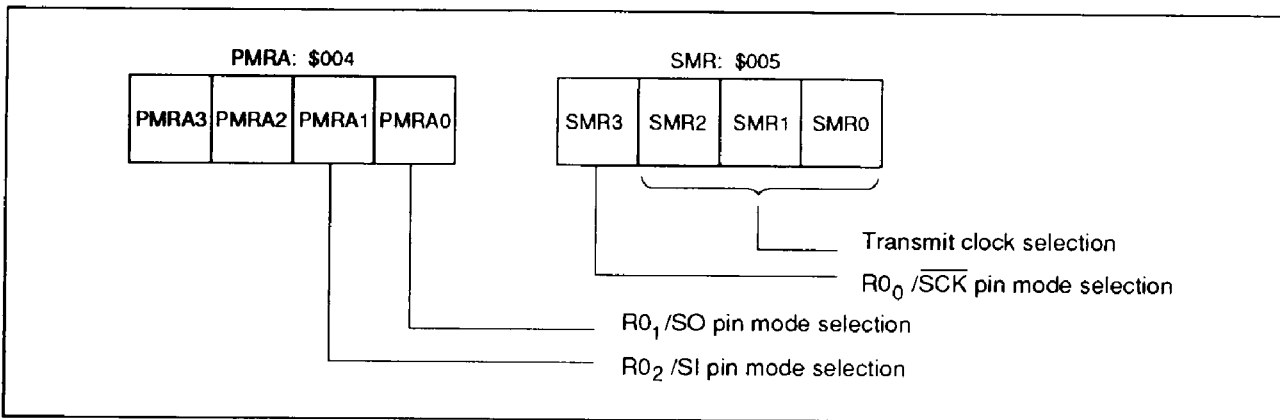 PMRA: $004
SMR: $005
PMRA3 PMRA2 PMRA1 PMRA0
SMR3 SMR2 SMR1 SMR0
Transmit clock selection
R0₀ /S̅C̅K̅ pin mode selection
R0₁/SO pin mode selection
R0₂ /SI pin mode selection